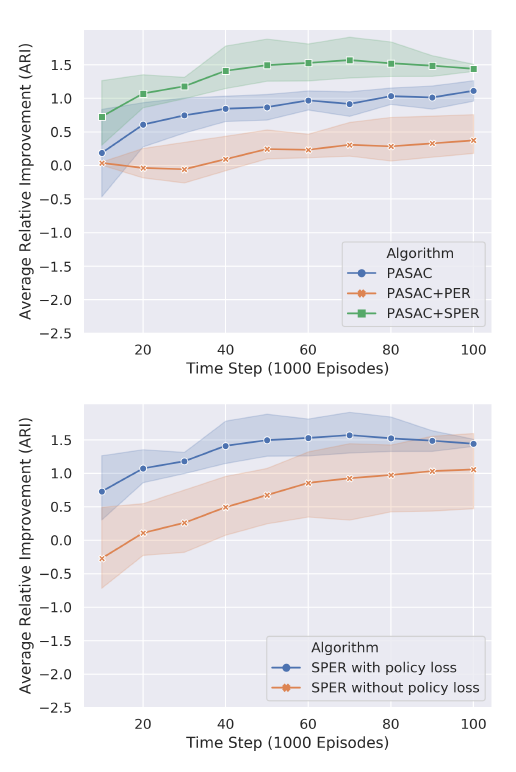 Average Relative Improvement (ARI)
1.5
1.0
0.5
0.0
−0.5
−1.0
−1.5
−2.0
−2.5
Algorithm
PASAC
PASAC+PER
PASAC+SPER
20 40 60 80 100
Time Step (1000 Episodes)
Average Relative Improvement (ARI)
1.5
1.0
0.5
0.0
−0.5
−1.0
−1.5
−2.0
−2.5
Algorithm
SPER with policy loss
SPER without policy loss
20 40 60 80 100
Time Step (1000 Episodes)